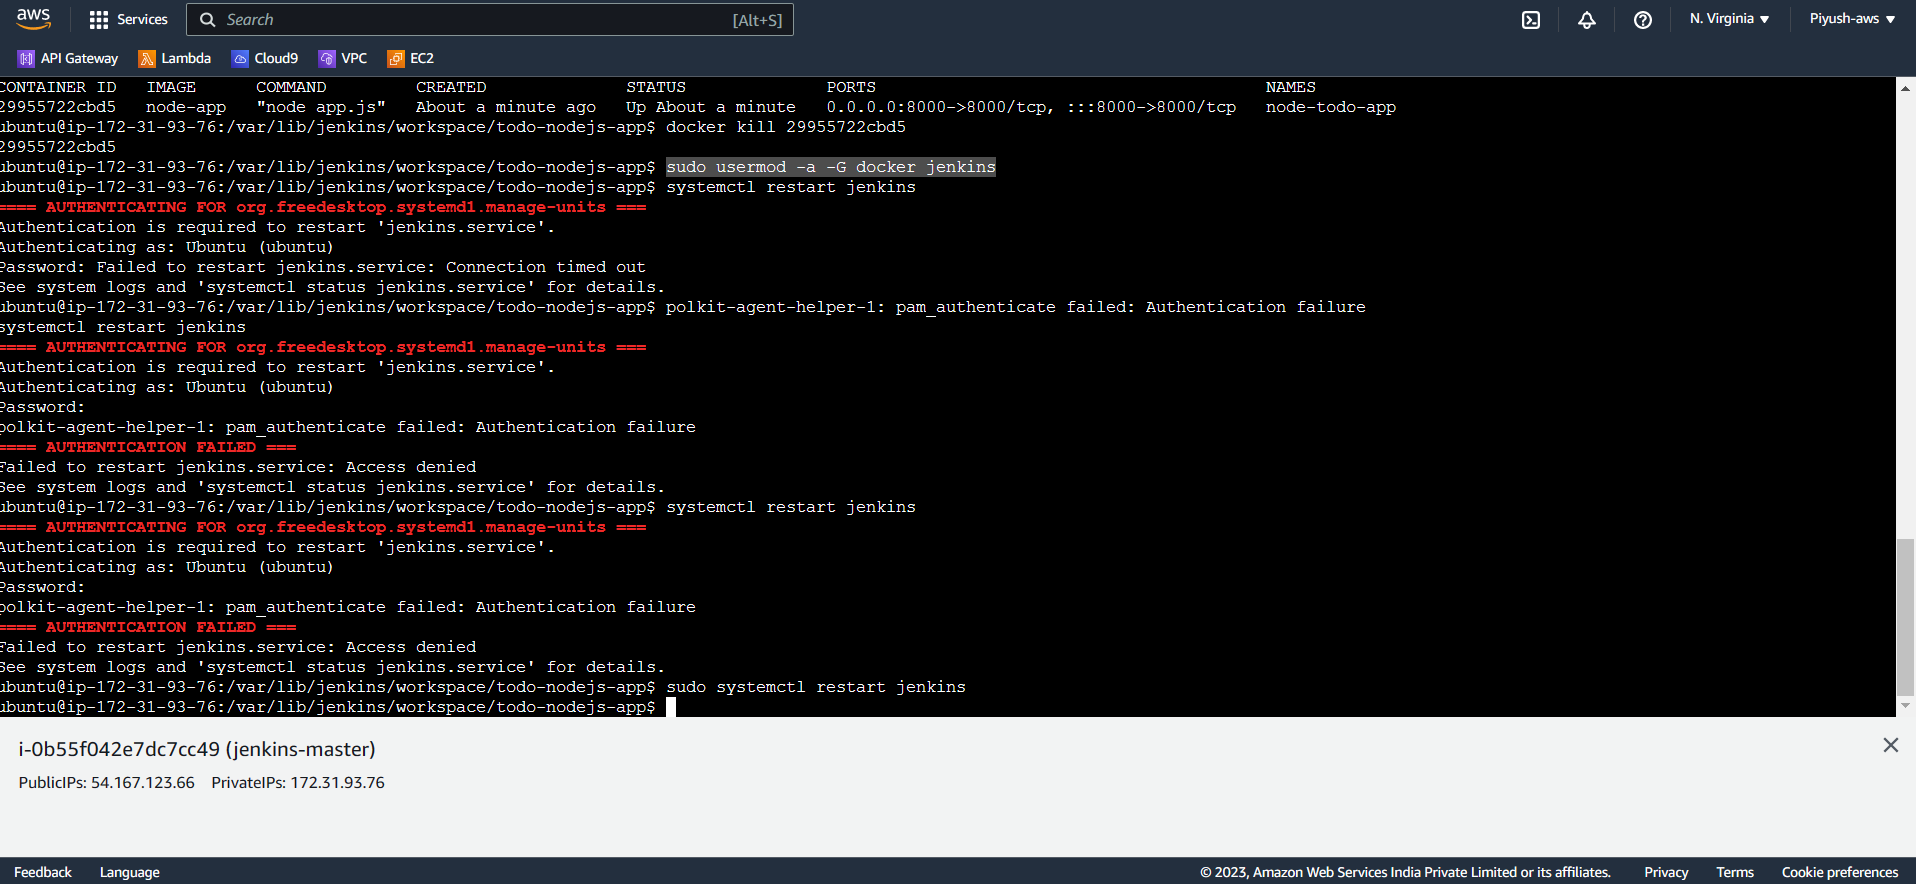 aws Services Search [Alt+S] N. Virginia ▼ Piyush-aws ▼
API Gateway Lambda Cloud9 VPC EC2
CONTAINER ID IMAGE COMMAND CREATED STATUS PORTS NAMES
29955722cbd5 node-app "node app.js" About a minute ago Up About a minute 0.0.0.0:8000->8000/tcp, :::8000->8000/tcp node-todo-app
ubuntu@ip-172-31-93-76:/var/lib/jenkins/workspace/todo-nodejs-app$ docker kill 29955722cbd5
29955722cbd5
ubuntu@ip-172-31-93-76:/var/lib/jenkins/workspace/todo-nodejs-app$ sudo usermod -a -G docker jenkins
ubuntu@ip-172-31-93-76:/var/lib/jenkins/workspace/todo-nodejs-app$ systemctl restart jenkins
==== AUTHENTICATING FOR org.freedesktop.systemd1.manage-units ===
Authentication is required to restart 'jenkins.service'.
Authenticating as: Ubuntu (ubuntu)
Password: Failed to restart jenkins.service: Connection timed out
See system logs and 'systemctl status jenkins.service' for details.
ubuntu@ip-172-31-93-76:/var/lib/jenkins/workspace/todo-nodejs-app$ polkit-agent-helper-1: pam_authenticate failed: Authentication failure
systemctl restart jenkins
==== AUTHENTICATING FOR org.freedesktop.systemd1.manage-units ===
Authentication is required to restart 'jenkins.service'.
Authenticating as: Ubuntu (ubuntu)
Password:
polkit-agent-helper-1: pam_authenticate failed: Authentication failure
==== AUTHENTICATION FAILED ===
Failed to restart jenkins.service: Access denied
See system logs and 'systemctl status jenkins.service' for details.
ubuntu@ip-172-31-93-76:/var/lib/jenkins/workspace/todo-nodejs-app$ systemctl restart jenkins
==== AUTHENTICATING FOR org.freedesktop.systemd1.manage-units ===
Authentication is required to restart 'jenkins.service'.
Authenticating as: Ubuntu (ubuntu)
Password:
polkit-agent-helper-1: pam_authenticate failed: Authentication failure
==== AUTHENTICATION FAILED ===
Failed to restart jenkins.service: Access denied
See system logs and 'systemctl status jenkins.service' for details.
ubuntu@ip-172-31-93-76:/var/lib/jenkins/workspace/todo-nodejs-app$ sudo systemctl restart jenkins
ubuntu@ip-172-31-93-76:/var/lib/jenkins/workspace/todo-nodejs-app$
i-0b55f042e7dc7cc49 (jenkins-master)
PublicIPs: 54.167.123.66 PrivateIPs: 172.31.93.76
Feedback Language © 2023, Amazon Web Services India Private Limited or its affiliates. Privacy Terms Cookie preferences